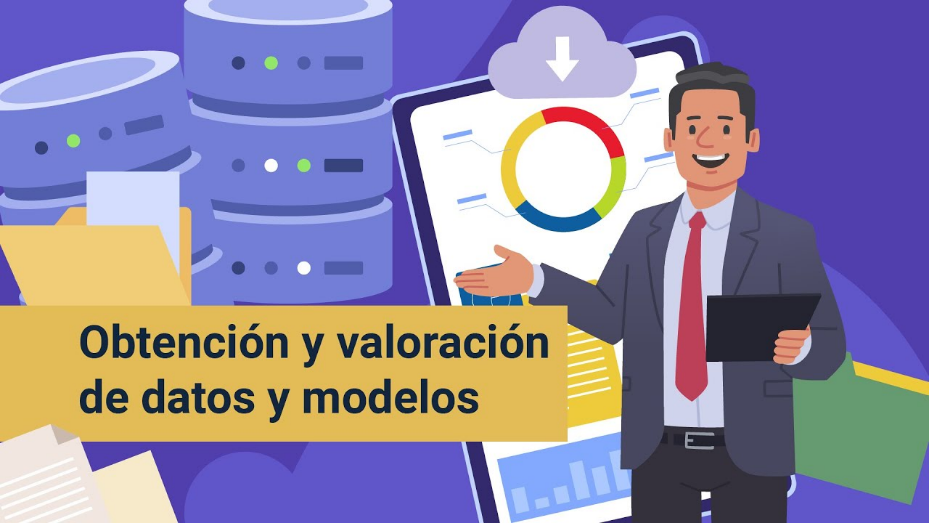 Obtención y valoración
de datos y modelos